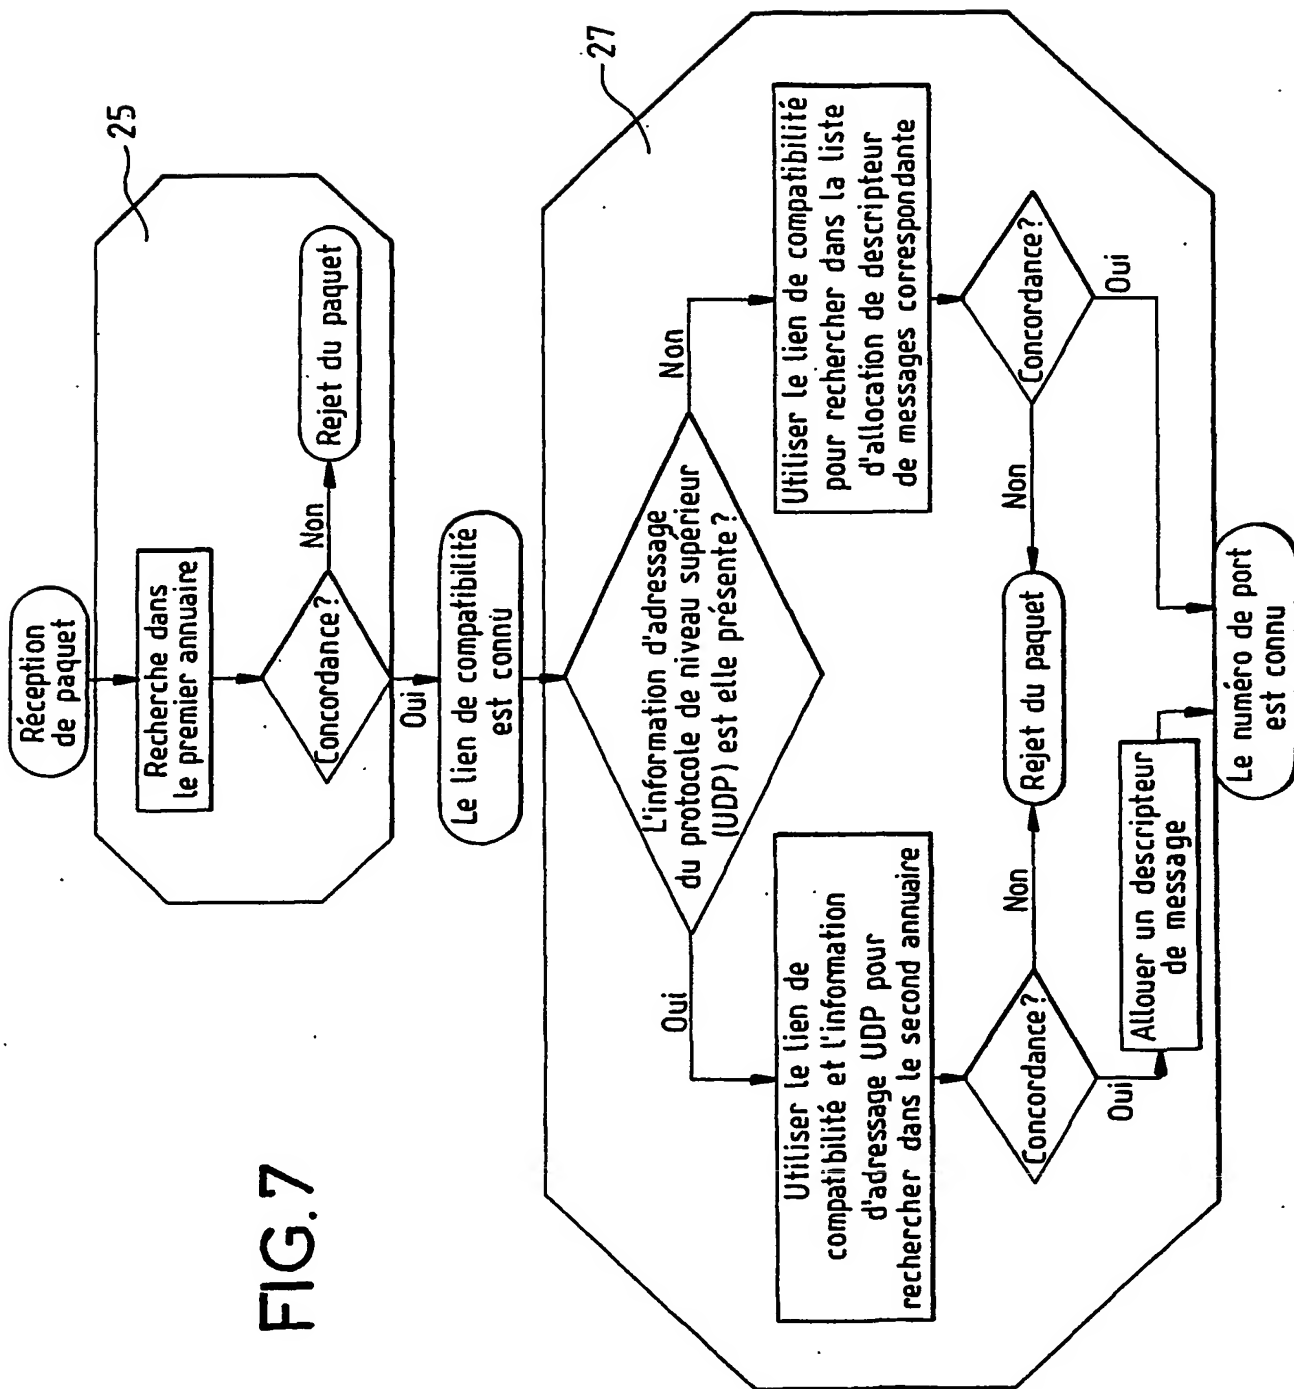 Réception
de paquet
25
Recherche dans
le premier annuaire
Concordance?
Non
Rejet du paquet
Oui
Le lien de compatibilité
est connu
27
L'information d'adressage
du protocole de niveau supérieur
(UDP) est elle présente?
Oui
Non
Utiliser le lien de
compatibilité et l'information
d'adressage UDP pour
rechercher dans le second annuaire
Utiliser le lien de compatibilité
pour rechercher dans la liste
d'allocation de descripteur
de messages correspondante
Concordance?
Non
Rejet du paquet
Non
Concordance?
Oui
Oui
Allouer un descripteur
de message
Le numéro de port
est connu
FIG.7